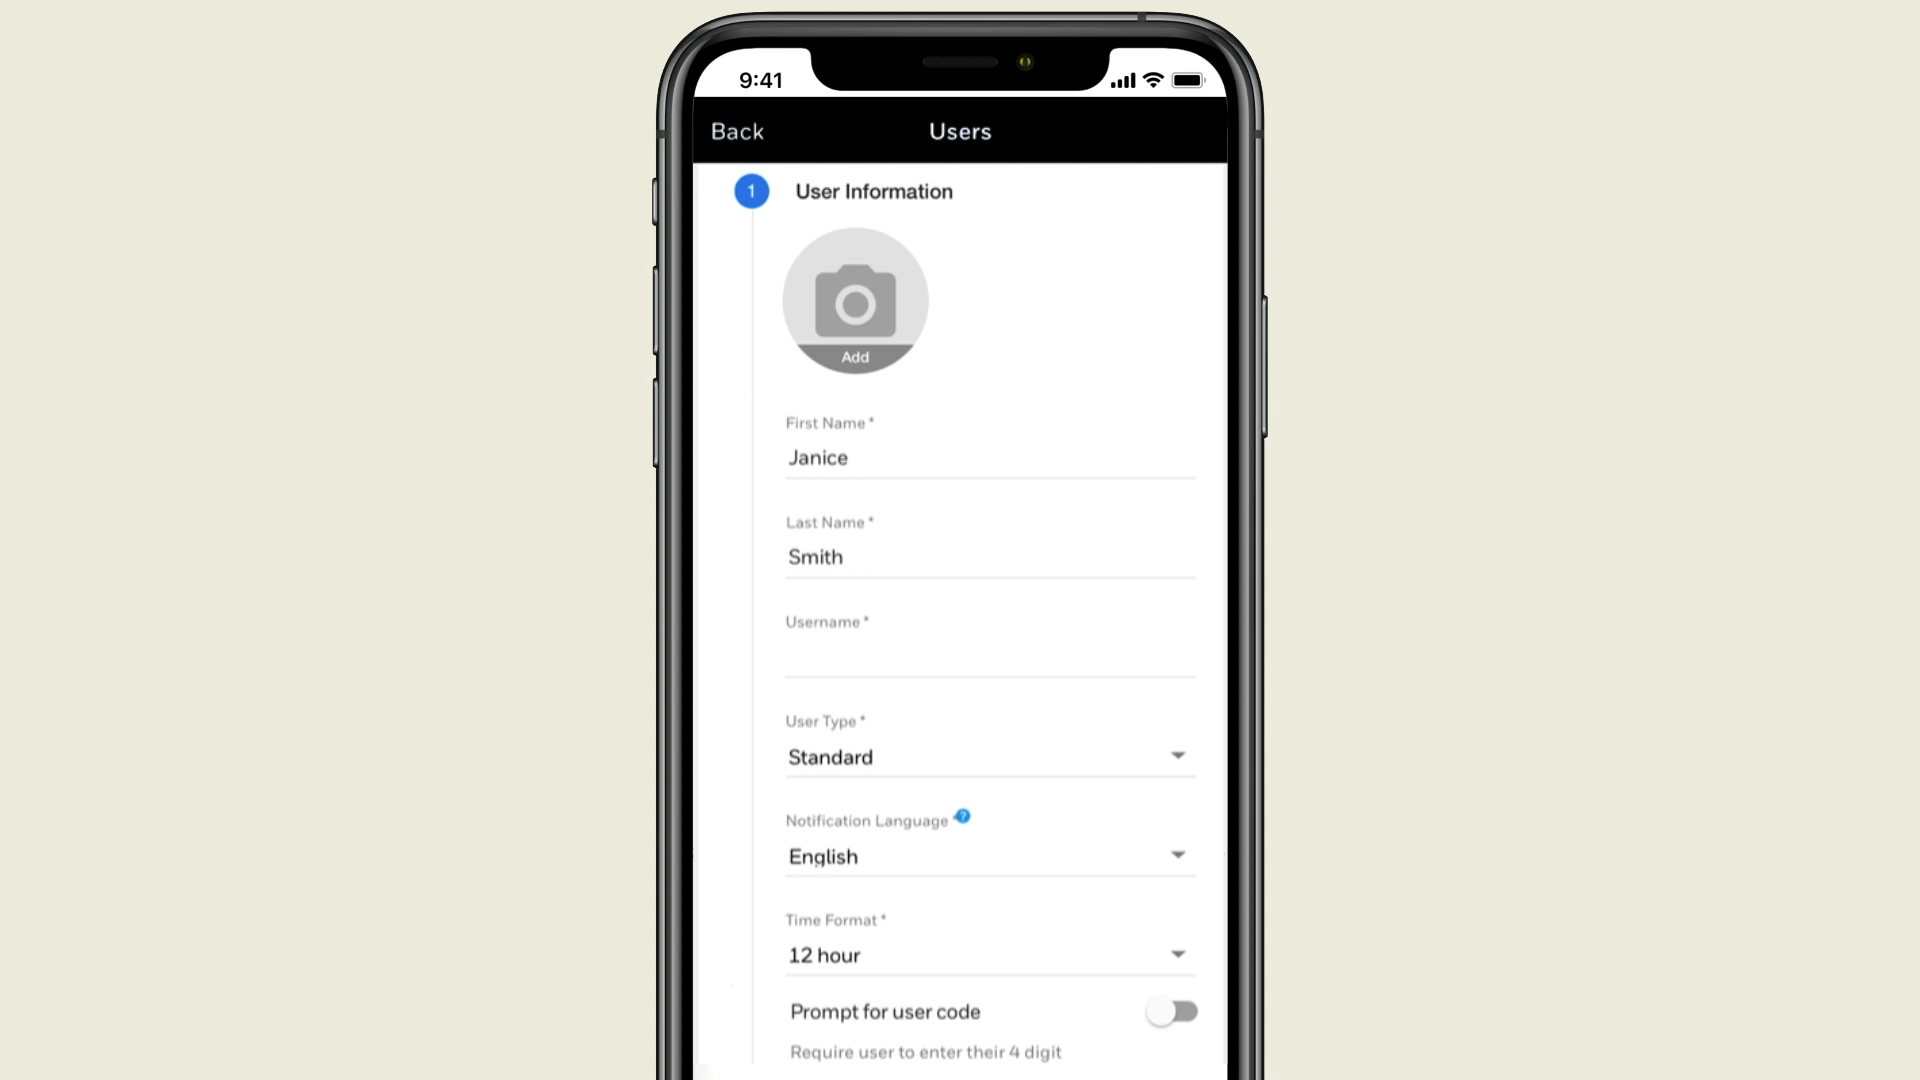 9:41
Back
Users
1
User Information
Add
First Name *
Janice
Last Name *
Smith
Username *
User Type *
Standard
Notification Language ?
English
Time Format *
12 hour
Prompt for user code
Require user to enter their 4 digit